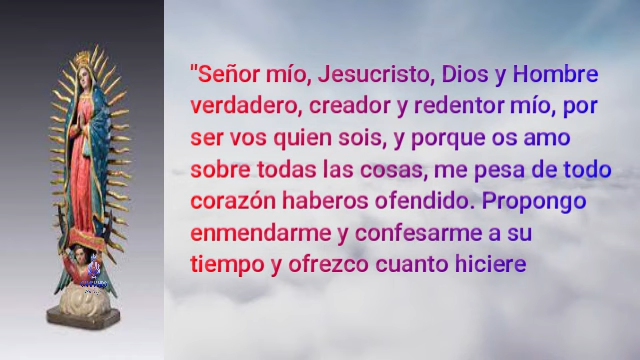 "Señor mío, Jesucristo, Dios y Hombre
verdadero, creador y redentor mío, por
ser vos quien sois, y porque os amo
sobre todas las cosas, me pesa de todo
corazón haberos ofendido. Propongo
enmendarme y confesarme a su
tiempo y ofrezco cuanto hiciere